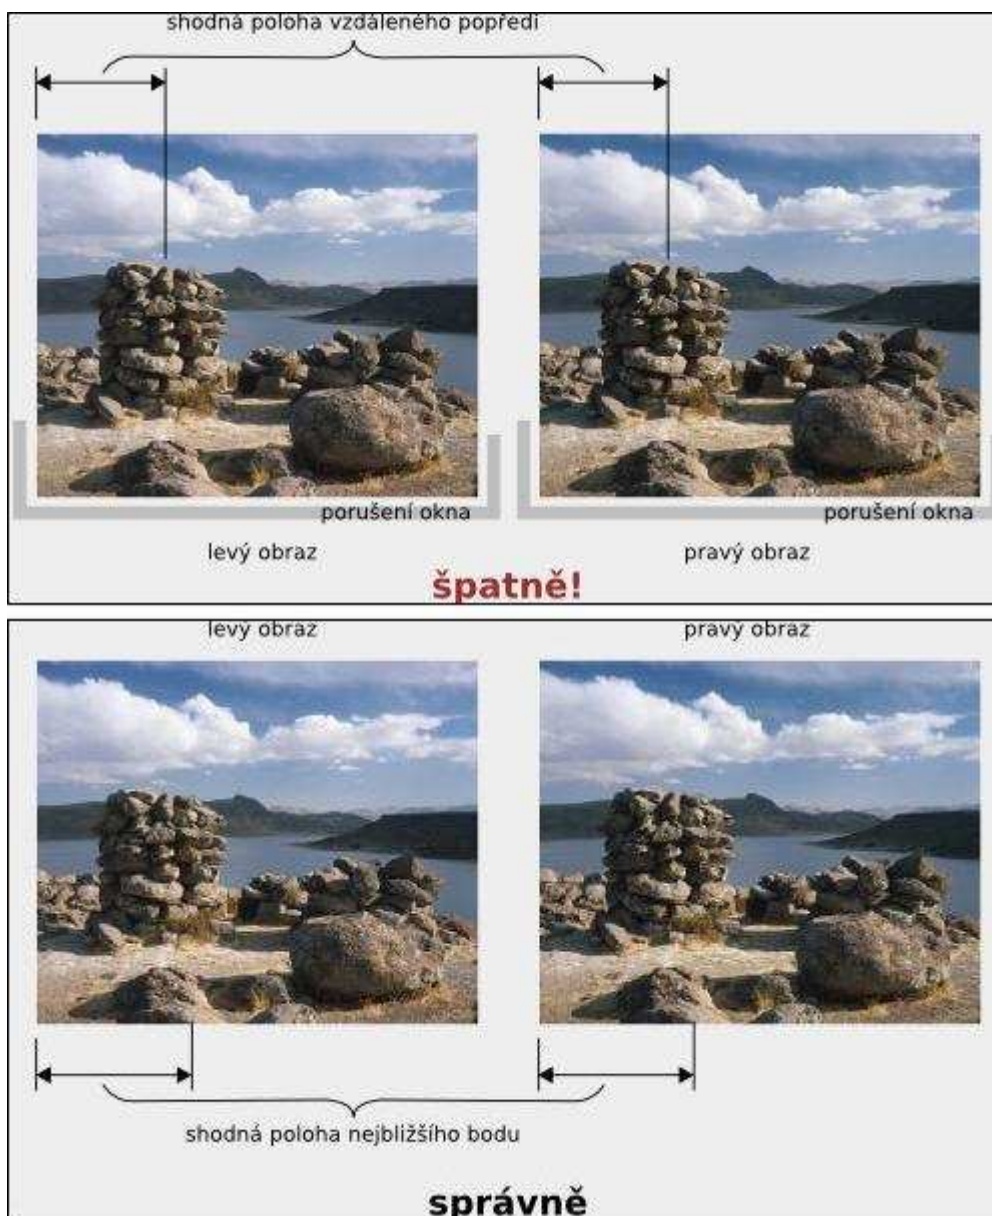 shodná poloha vzdáleného popředí
porušení okna
porušení okna
levý obraz
pravý obraz
špatně!
levý obraz
pravý obraz
shodná poloha nejbližšího bodu
správně